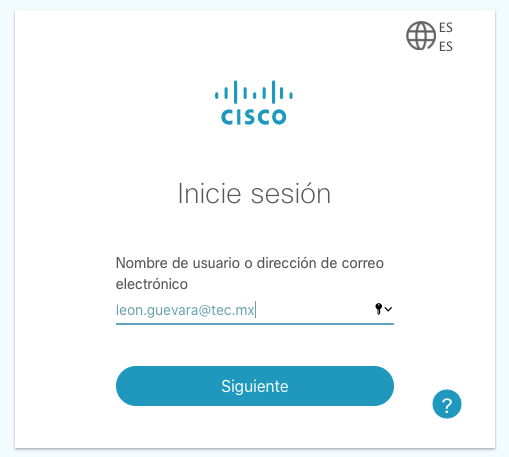 ES
ES
CISCO
Inicie sesión
Nombre de usuario o dirección de correo
electrónico
leon.guevara@tec.mx
Siguiente
?